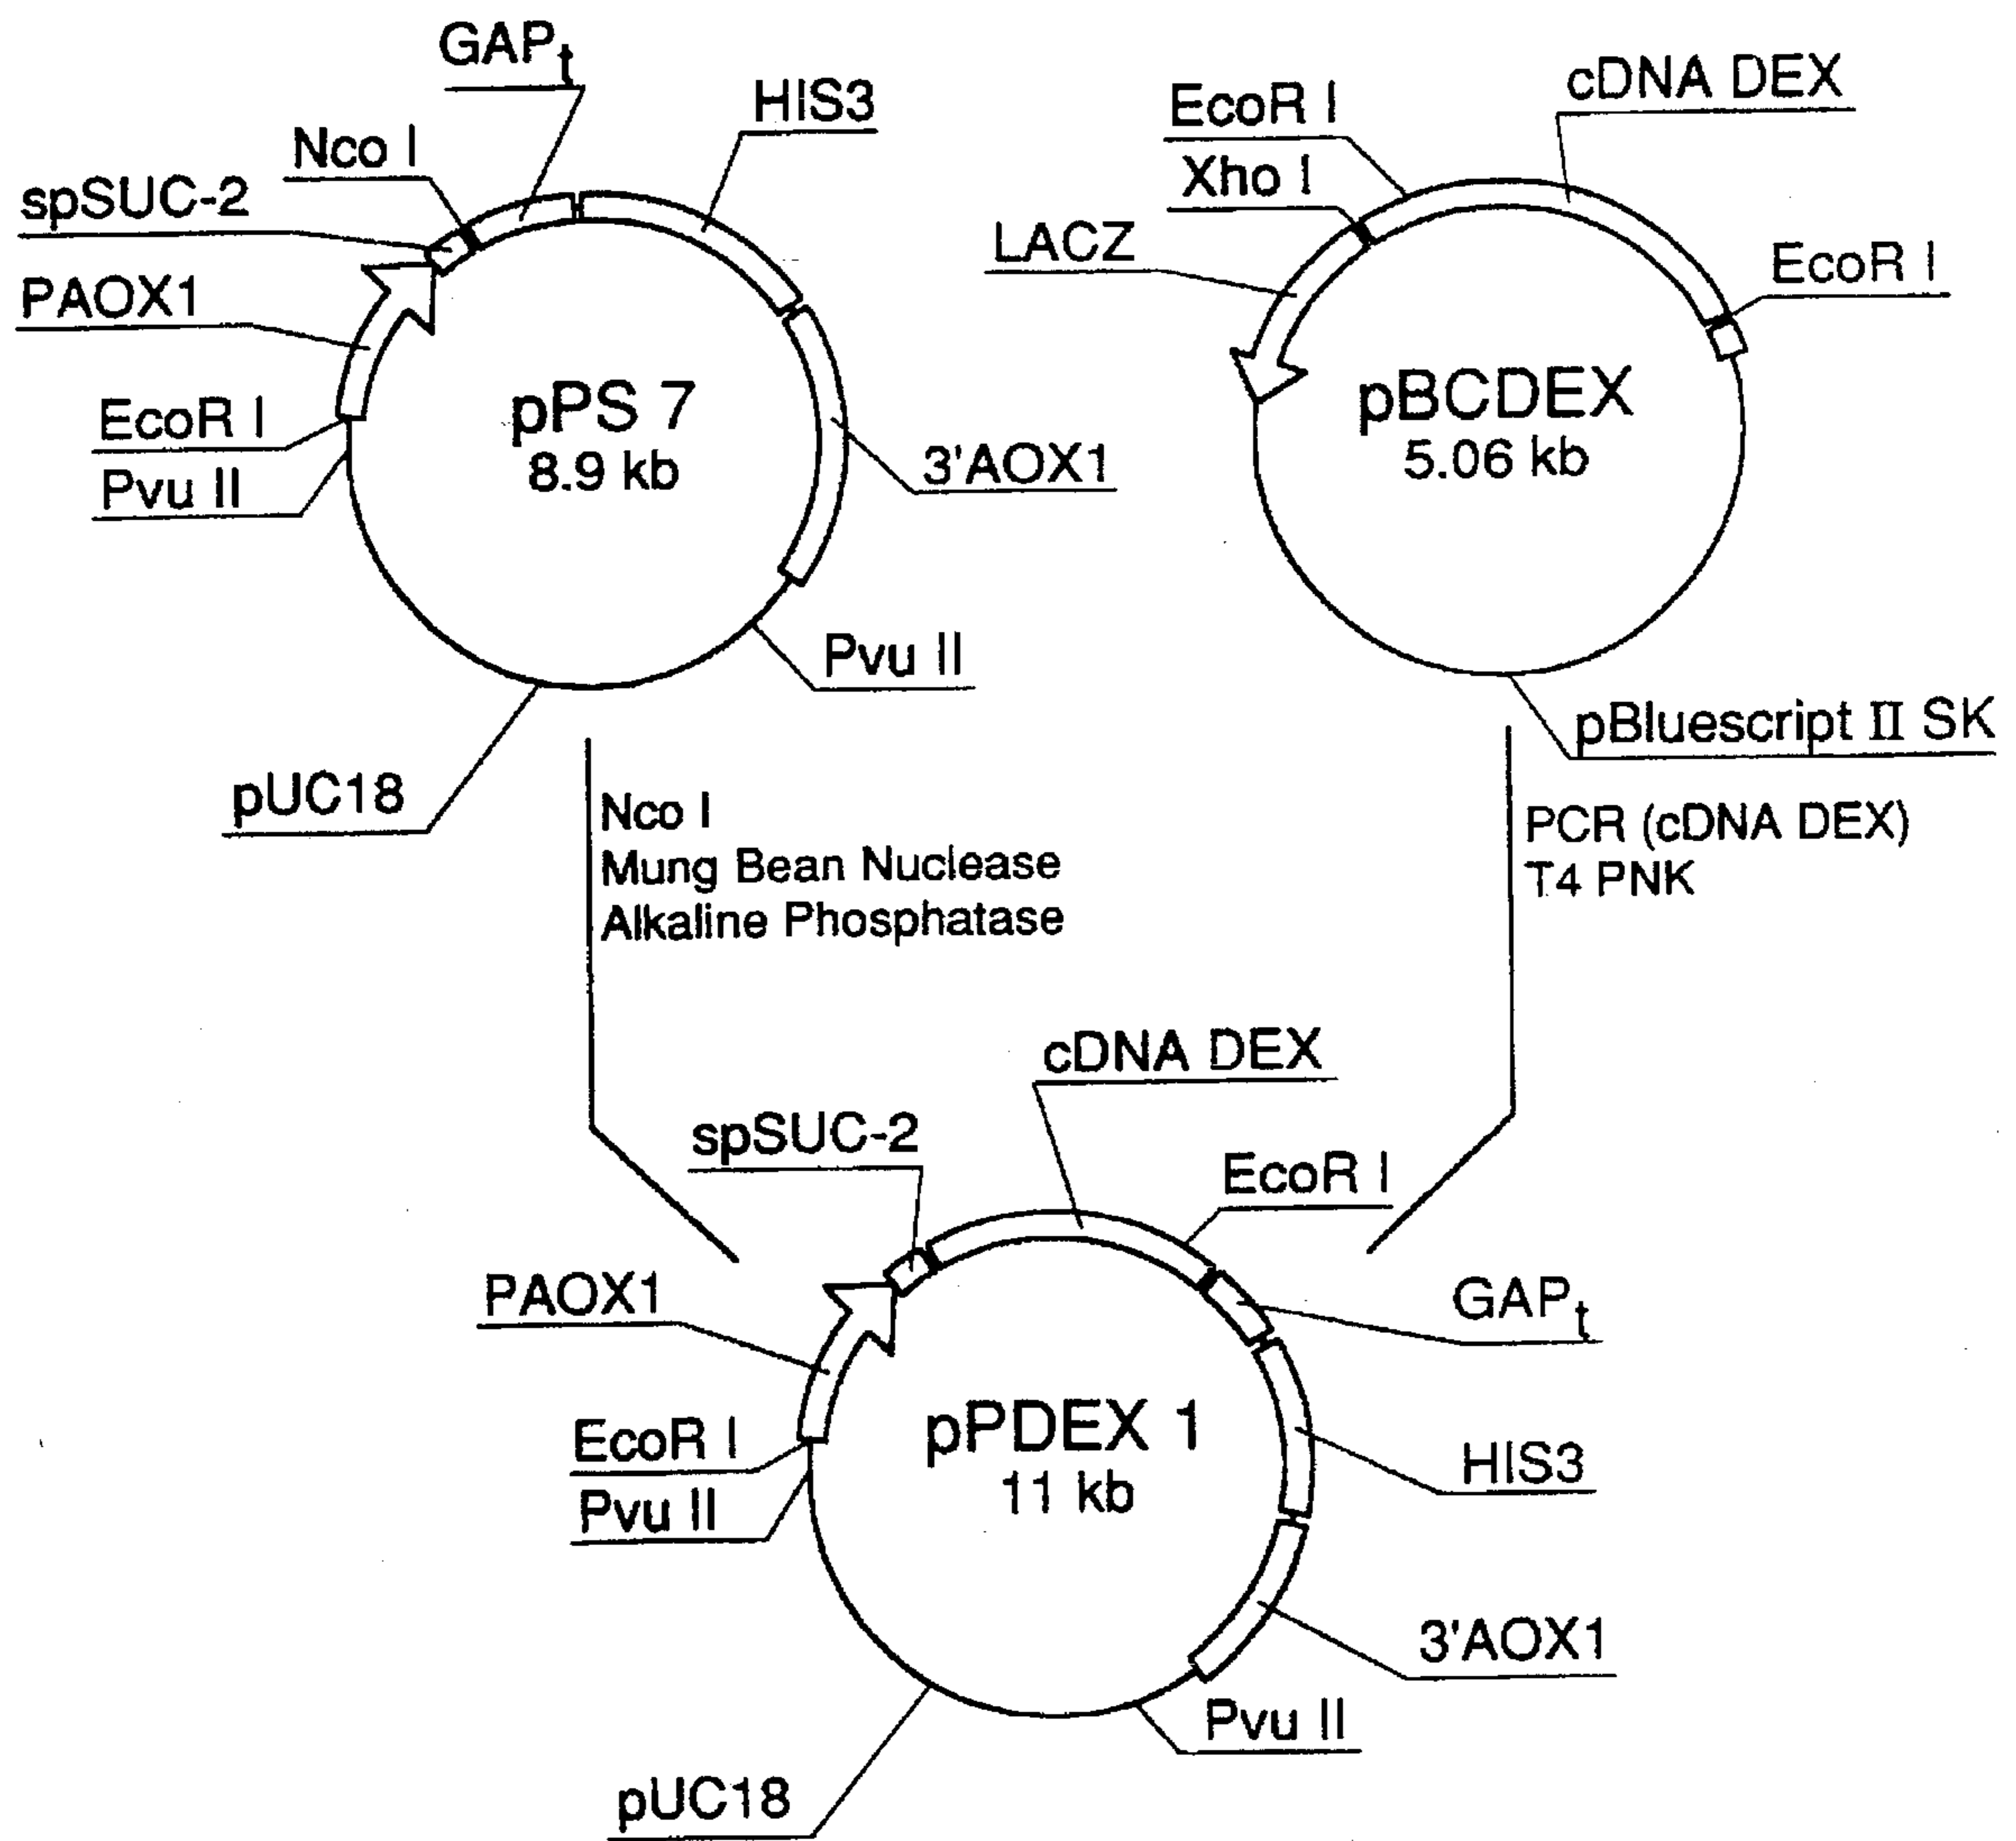 GAPt
HIS3
Nco I
spSUC-2
PAOX1
EcoR I
Pvu II
pPS 7
8.9 kb
3'AOX1
Pvu II
pUC18
EcoR I
cDNA DEX
Xho I
LACZ
EcoR I
pBCDEX
5.06 kb
pBluescript II SK
Nco I
Mung Bean Nuclease
Alkaline Phosphatase
PCR (cDNA DEX)
T4 PNK
cDNA DEX
spSUC-2
EcoR I
PAOX1
GAPt
EcoR I
Pvu II
pPDEX 1
11 kb
HIS3
3'AOX1
Pvu II
pUC18